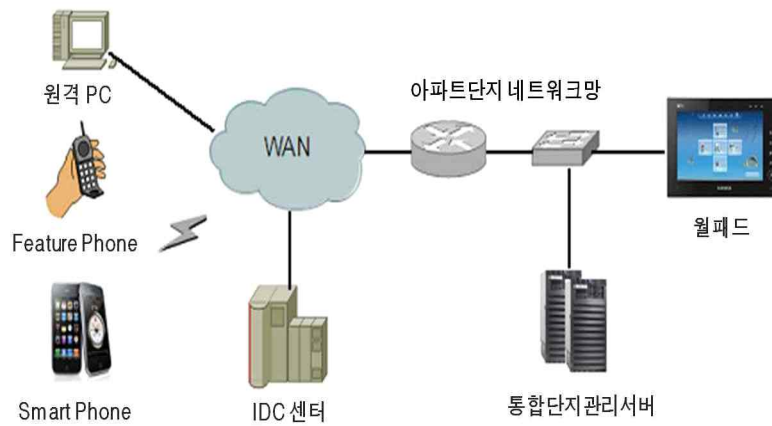 원격 PC
아파트단지 네트워크망
WAN
Feature Phone
월패드
Smart Phone
IDC 센터
통합단지관리서버